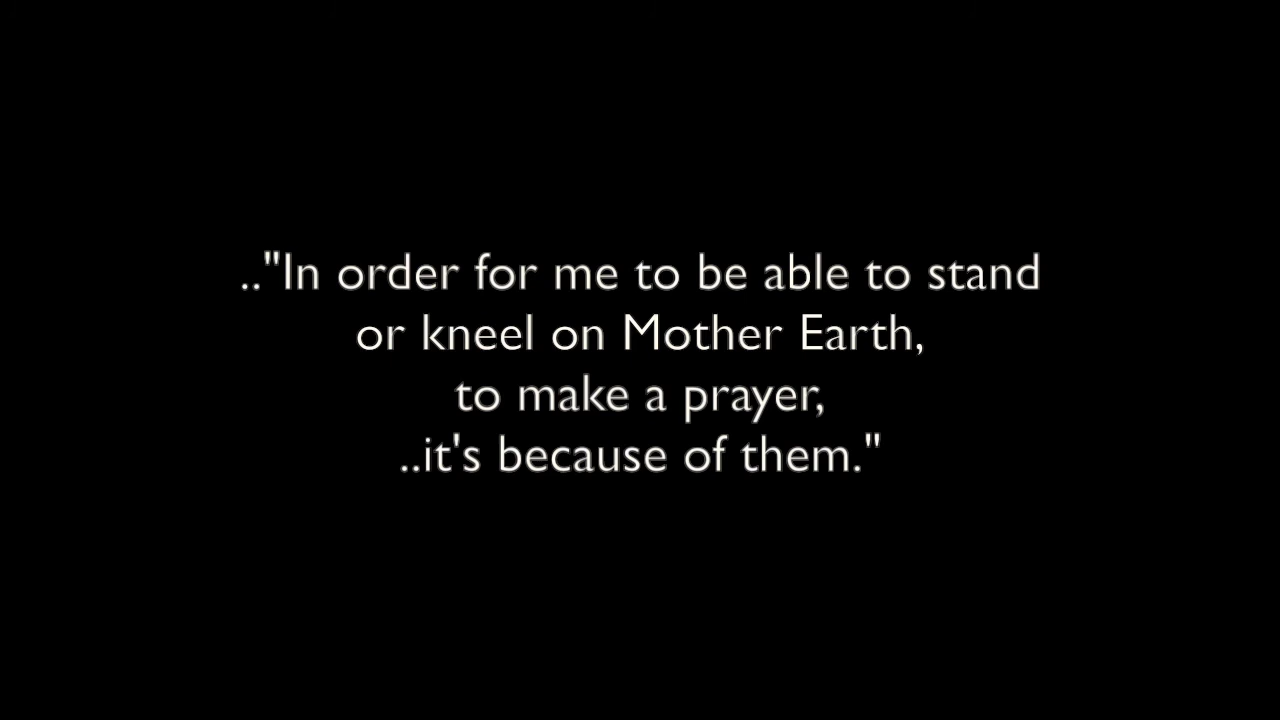 .."In order for me to be able to stand
or kneel on Mother Earth,
to make a prayer,
..it's because of them."